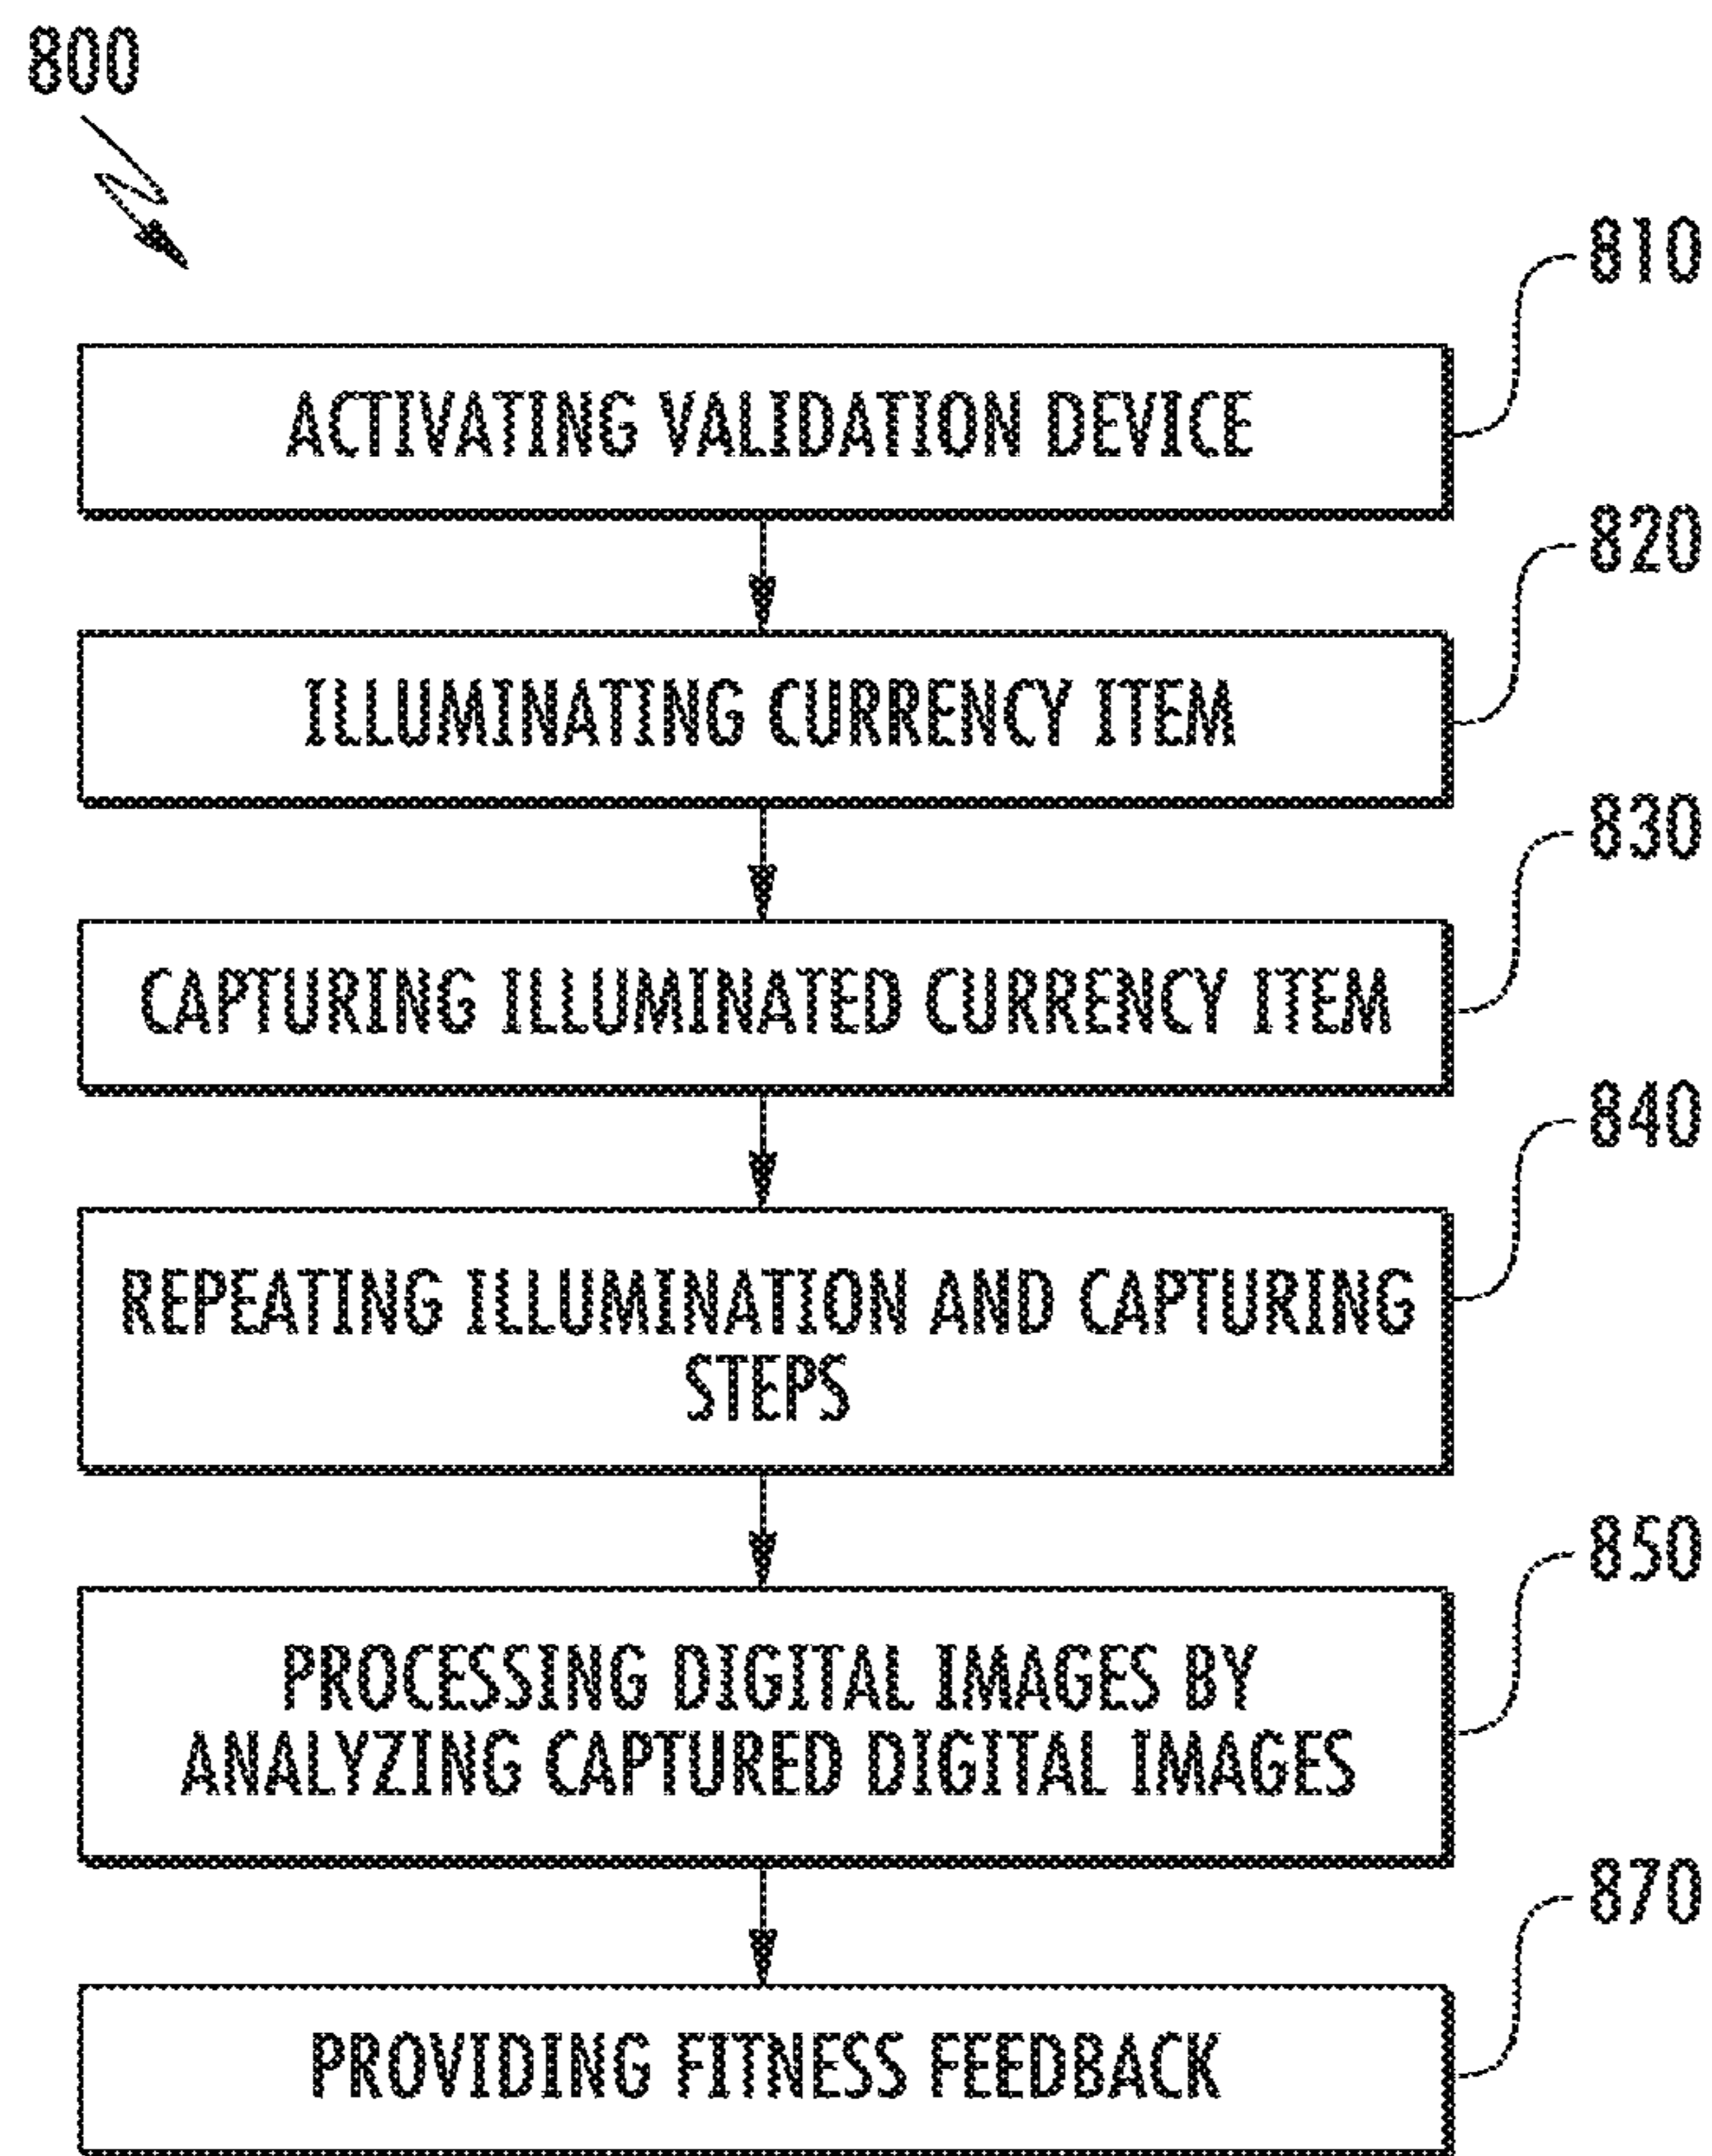 800
810
ACTIVATING VALIDATION DEVICE
820
ILLUMINATING CURRENCY ITEM
830
CAPTURING ILLUMINATED CURRENCY ITEM
840
REPEATING ILLUMINATION AND CAPTURING
STEPS
850
PROCESSING DIGITAL IMAGES BY
ANALYZING CAPTURED DIGITAL IMAGES
870
PROVIDING FITNESS FEEDBACK